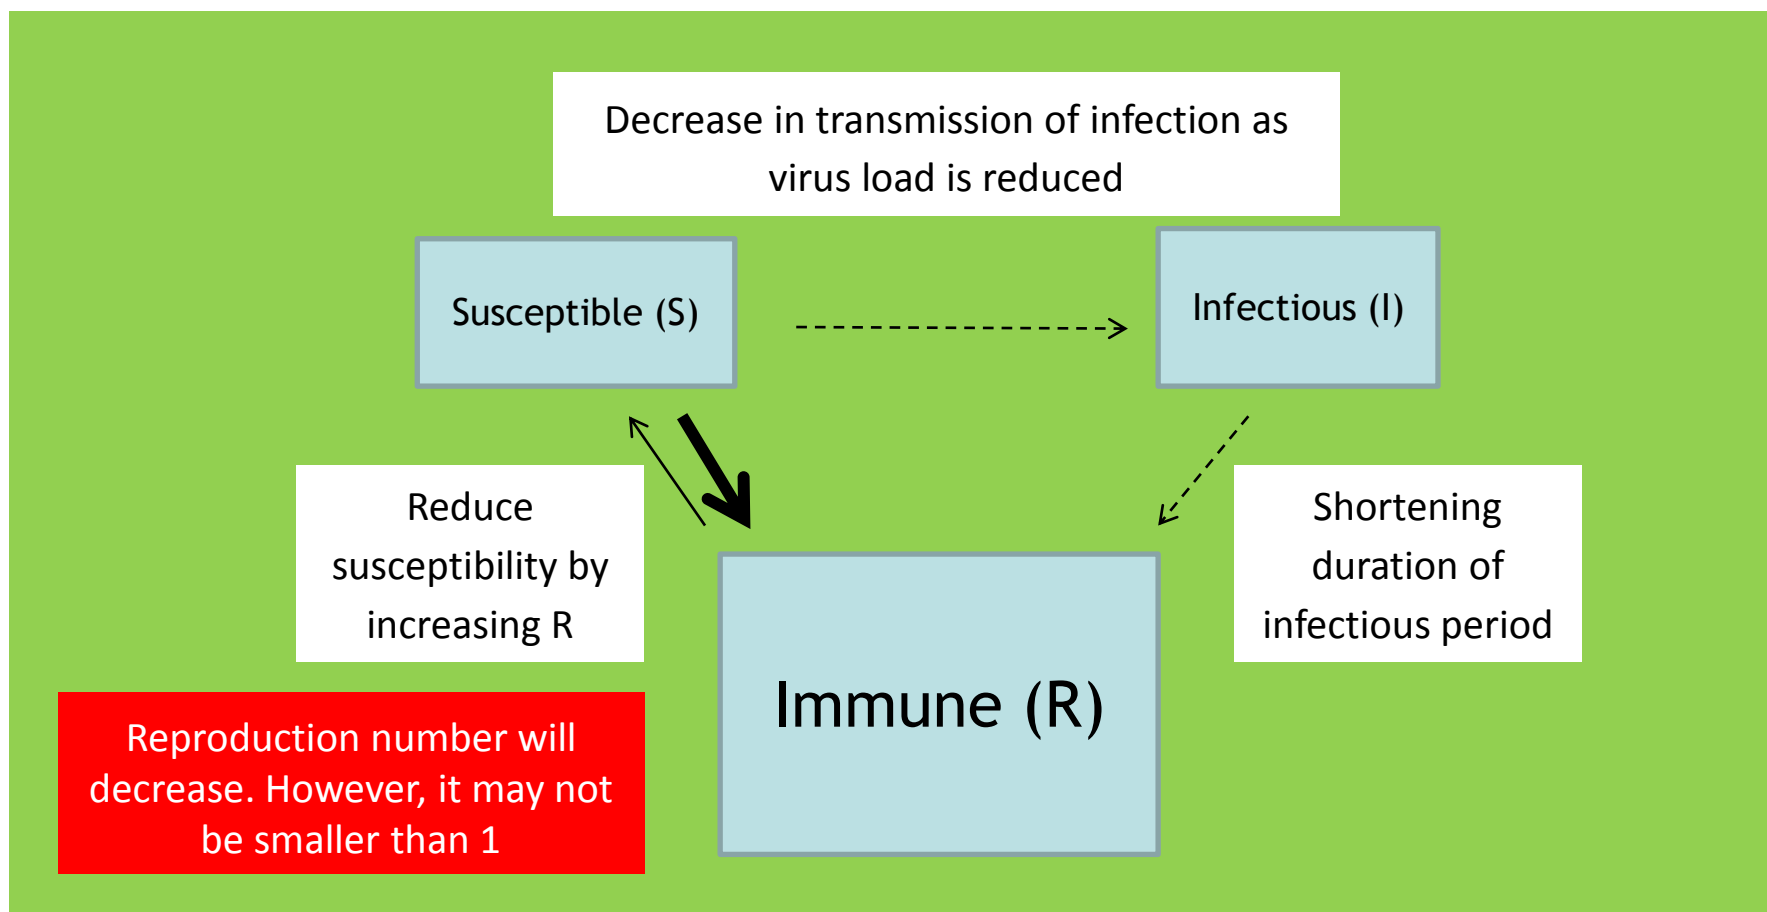 Decrease in transmission of infection as
virus load is reduced
Susceptible (S)
Infectious (I)
Reduce
susceptibility by
increasing R
Shortening
duration of
infectious period
Immune (R)
Reproduction number will
decrease. However, it may not
be smaller than 1